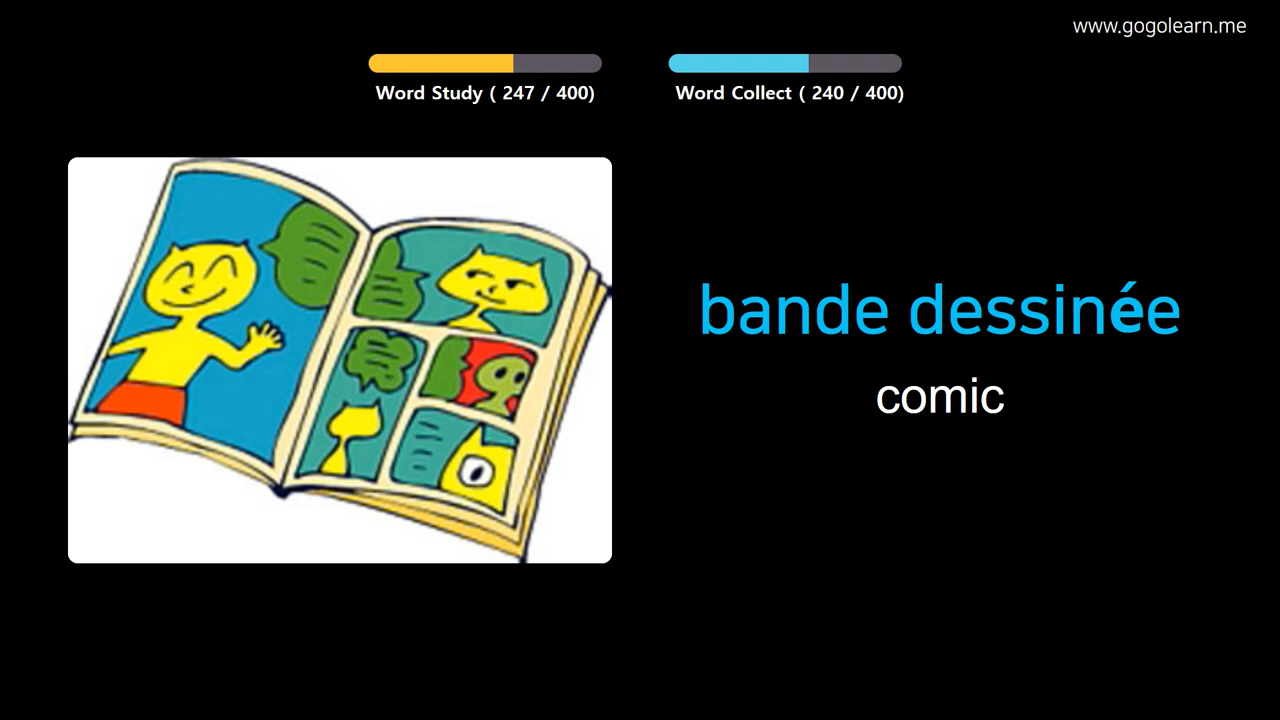 www.gogolearn.me
Word Study ( 247 / 400)
Word Collect ( 240 / 400)
bande dessinée
comic